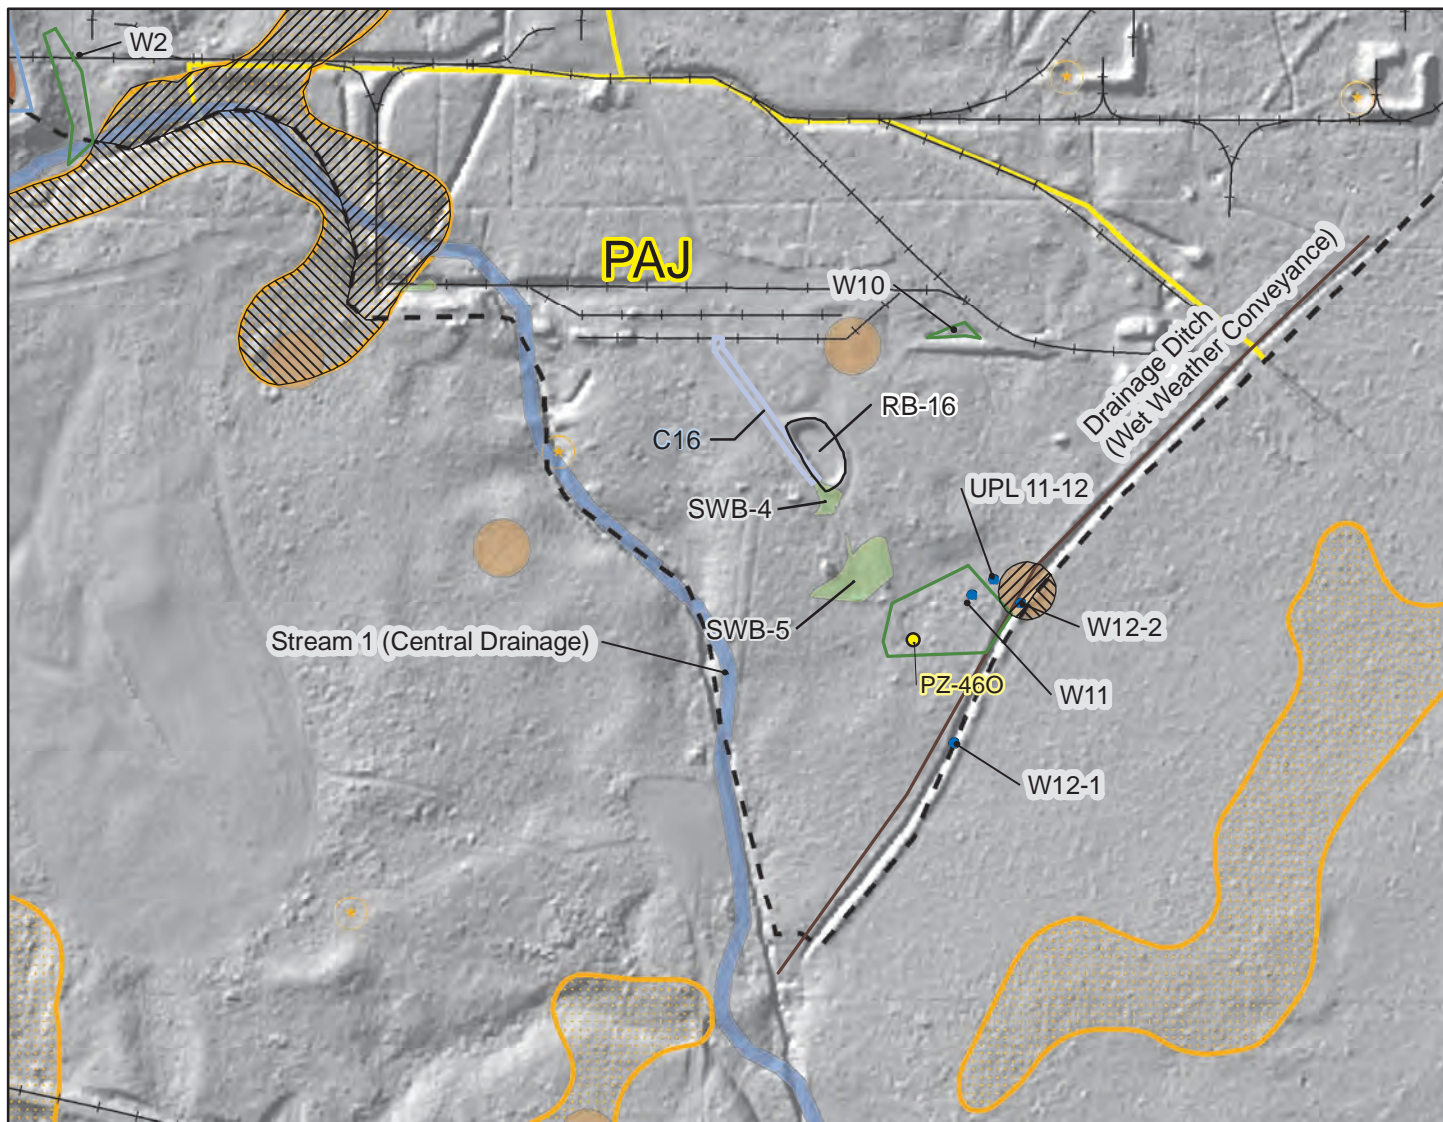 W2
PAJ
W10
Drainage Ditch
(Wet Weather Conveyance)
RB-16
C16
UPL 11-12
SWB-4
SWB-5
W12-2
Stream 1 (Central Drainage)
PZ-46O
W11
W12-1